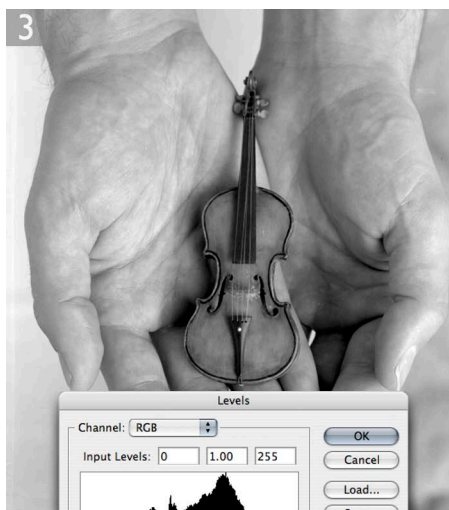 3
Levels
Channel: RGB
OK
Input Levels: 0 1.00 255
Cancel
Load...